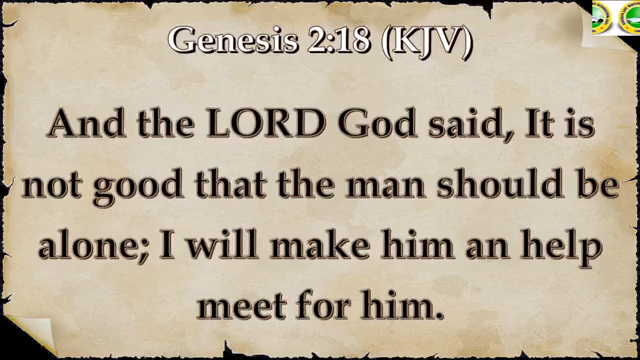 Genesis 2:18 (KJV)
And the LORD God said, It is
not good that the man should be
alone; I will make him an help
meet for him.